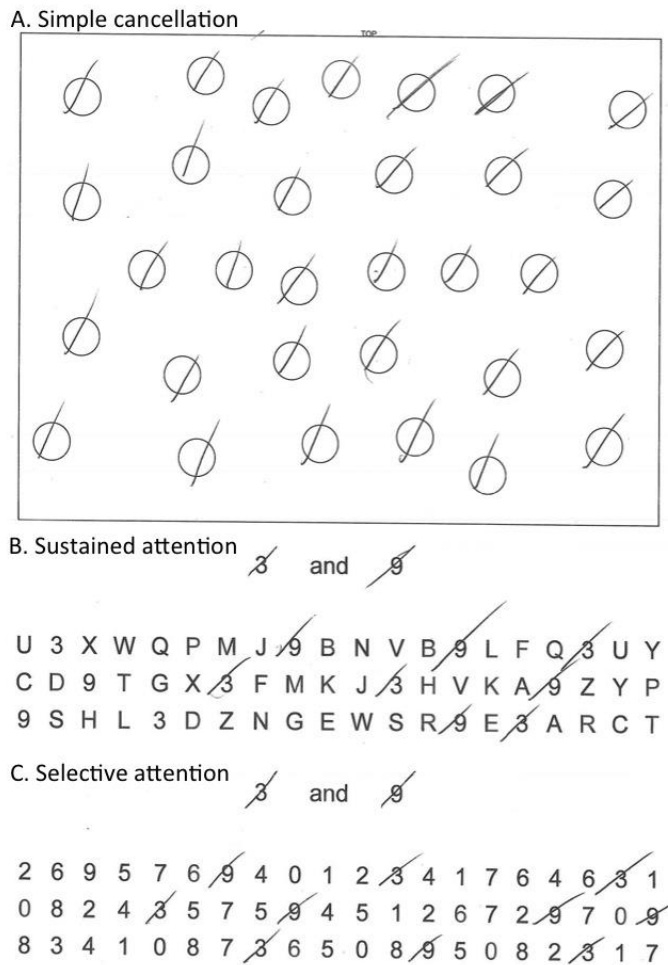 A. Simple cancellation
TOP
B. Sustained attention
3 and 9
U 3 X W Q P M J 9 B N V B 9 L F Q 3 U Y
C D 9 T G X 3 F M K J 3 H V K A 9 Z Y P
9 S H L 3 D Z N G E W S R 9 E 3 A R C T
C. Selective attention
3 and 9
2 6 9 5 7 6 9 4 0 1 2 3 4 1 7 6 4 6 3 1
0 8 2 4 3 5 7 5 9 4 5 1 2 6 7 2 9 7 0 9
8 3 4 1 0 8 7 3 6 5 0 8 9 5 0 8 2 3 1 7